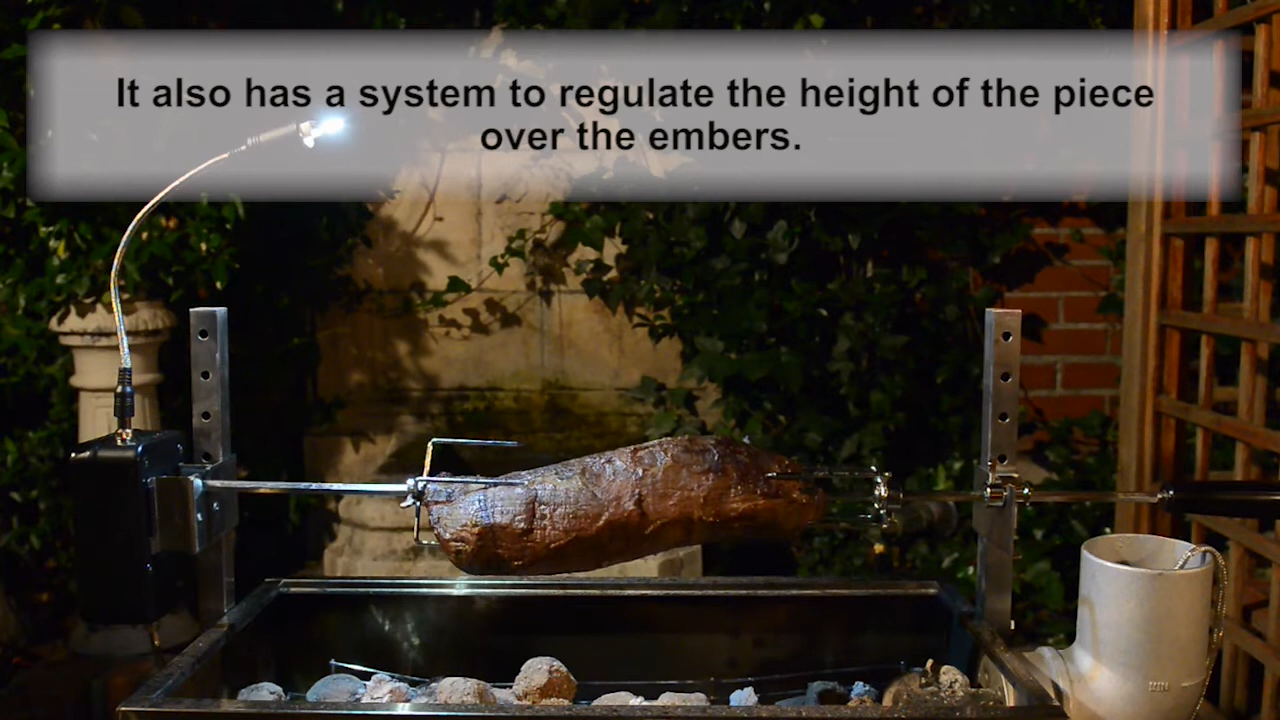 It also has a system to regulate the height of the piece
over the embers.